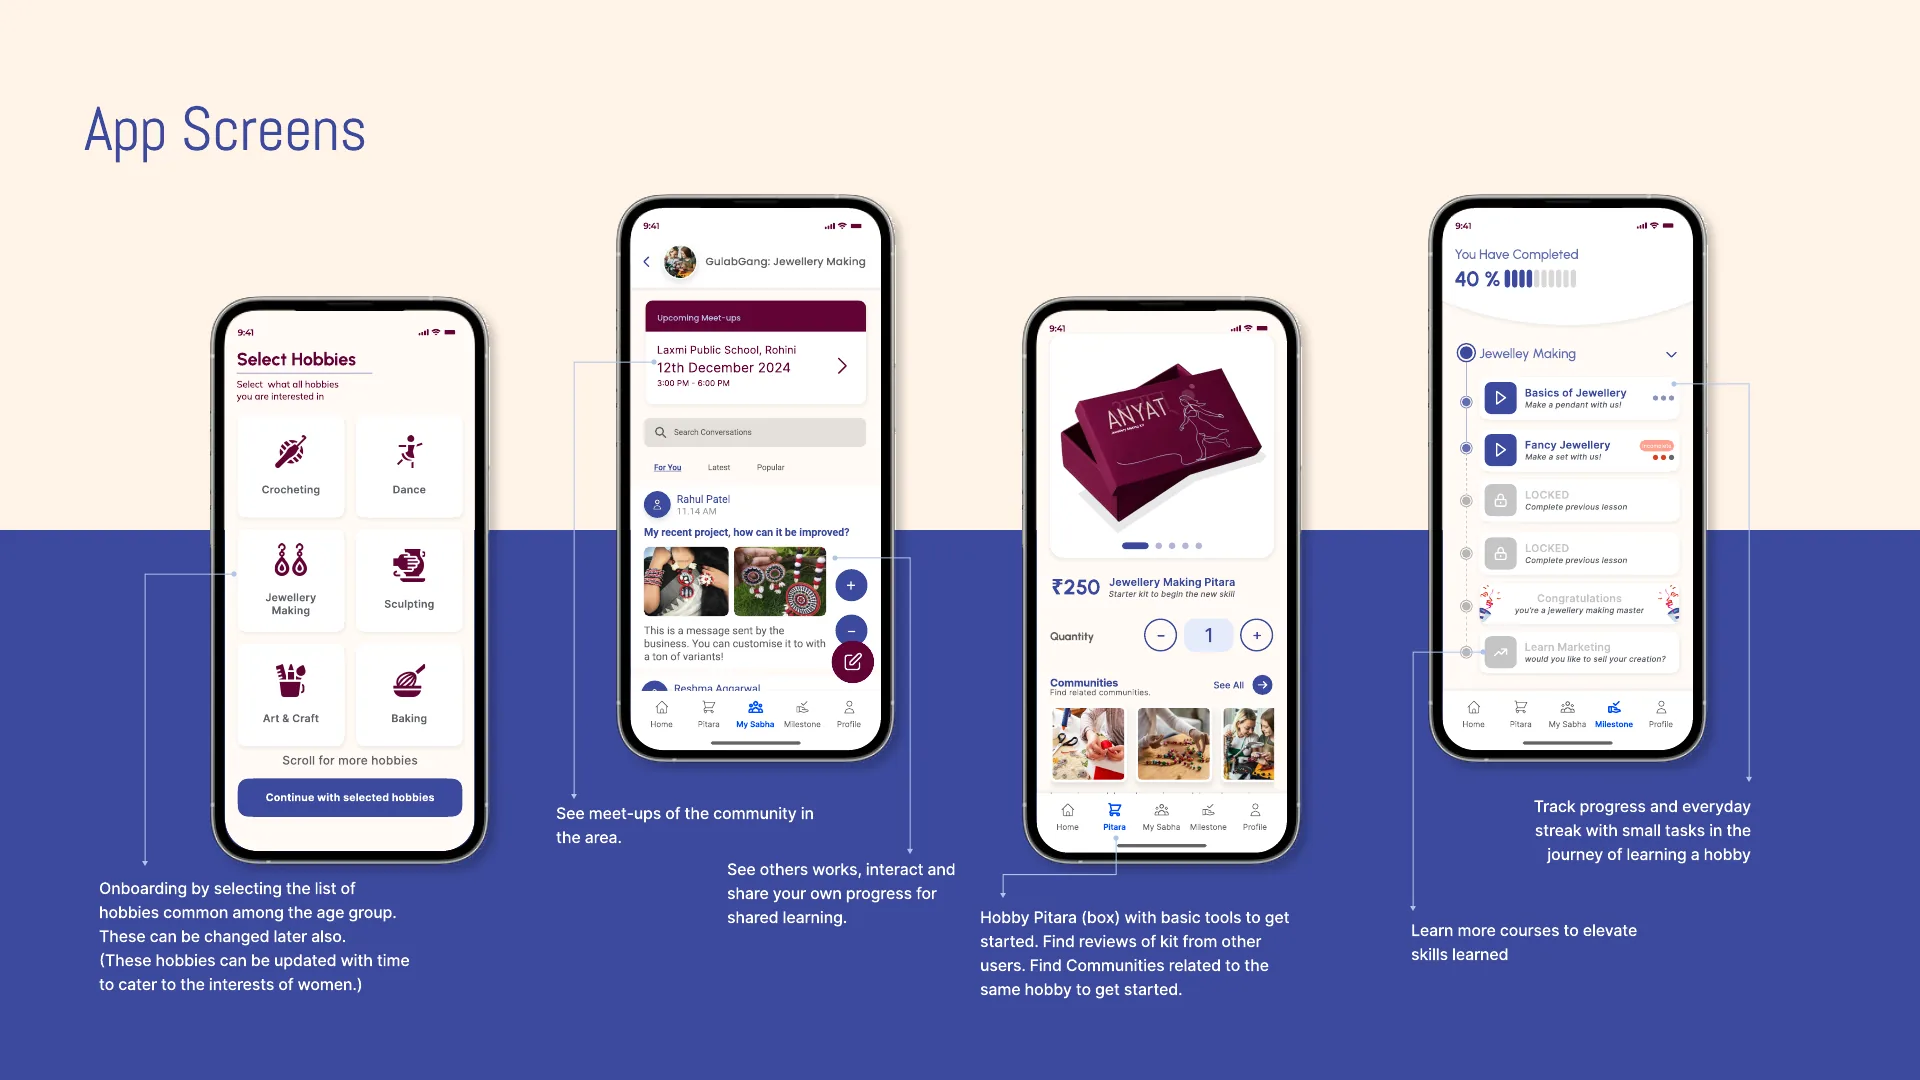 App Screens
9:41
Select Hobbies
Select what all hobbies
you are interested in
Crocheting
Dance
Jewellery
Making
Sculpting
Art & Craft
Baking
Scroll for more hobbies
Continue with selected hobbies
Onboarding by selecting the list of
hobbies common among the age group.
These can be changed later also.
(These hobbies can be updated with time
to cater to the interests of women.)
9:41
GulabGang: Jewellery Making
Upcoming Meet-ups
Laxmi Public School, Rohini
12th December 2024
3:00 PM - 6:00 PM
Search Conversations
For You
Latest
Popular
Rahul Patel
11.14 AM
My recent project, how can it be improved?
This is a message sent by the
business. You can customise it to with
a ton of variants!
Reshma Aggarwal
Home
Pitara
My Sabha
Milestone
Profile
See meet-ups of the community in
the area.
See others works, interact and
share your own progress for
shared learning.
9:41
ANYAT
Jewellery Making Kit
₹250
Jewellery Making Pitara
Starter kit to begin the new skill
Quantity
1
Communities
See All
Find related communities.
Home
Pitara
My Sabha
Milestone
Profile
Hobby Pitara (box) with basic tools to get
started. Find reviews of kit from other
users. Find Communities related to the
same hobby to get started.
9:41
You Have Completed
40 %
Jewelley Making
Basics of Jewellery
Make a pendant with us!
Fancy Jewellery
Make a set with us!
Incomplete
LOCKED
Complete previous lesson
LOCKED
Complete previous lesson
Congratulations
you're a jewellery making master
Learn Marketing
would you like to sell your creation?
Home
Pitara
My Sabha
Milestone
Profile
Track progress and everyday
streak with small tasks in the
journey of learning a hobby
Learn more courses to elevate
skills learned